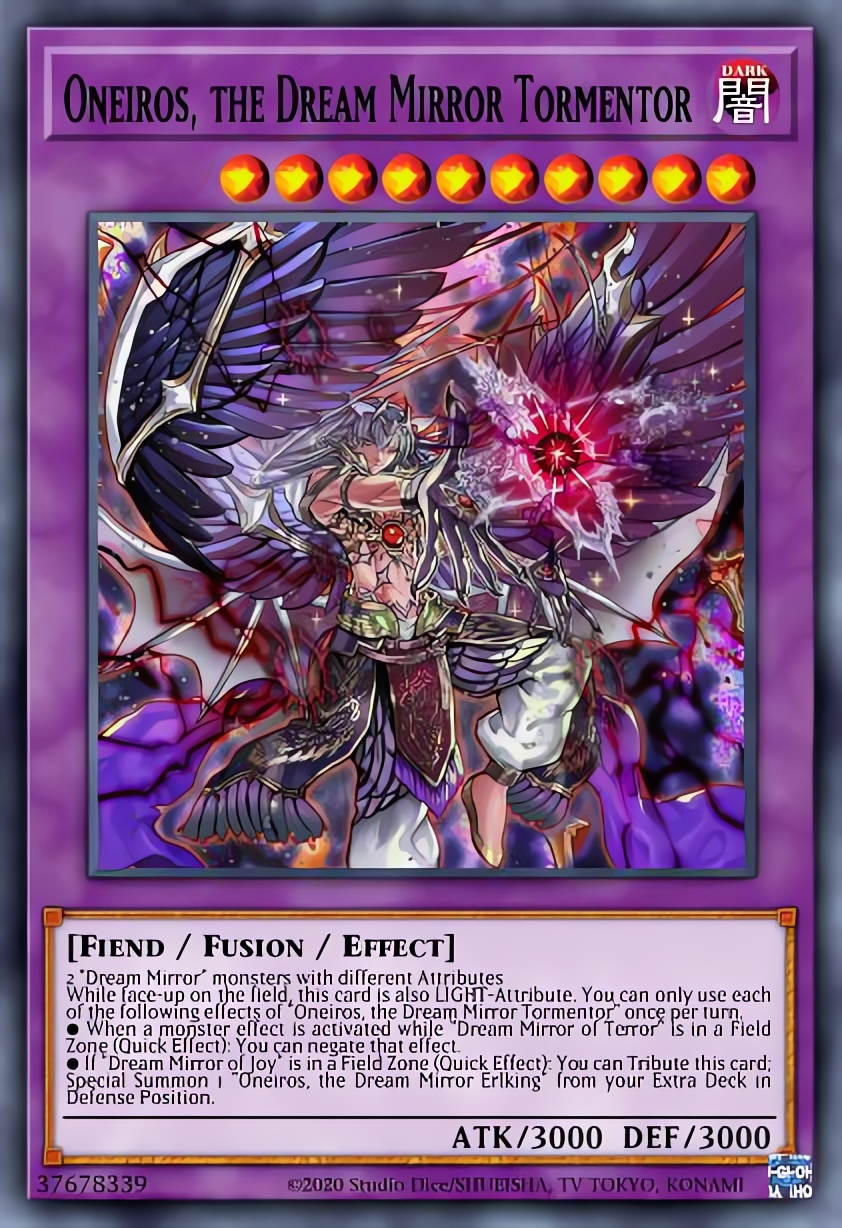 ONEIROS, THE DREAM MIRROR TORMENTOR
DARK
闇
[FIEND / FUSION / EFFECT]
2 "Dream Mirror" monsters with different Attributes
While face-up on the field, this card is also LIGHT-Attribute. You can only use each
of the following effects of "Oneiros, the Dream Mirror Tormentor" once per turn.
● When a monster effect is activated while "Dream Mirror of Terror" is in a Field
Zone (Quick Effect): You can negate that effect.
● If "Dream Mirror of Joy" is in a Field Zone (Quick Effect): You can Tribute this card;
Special Summon 1 "Oneiros, the Dream Mirror Erlking" from your Extra Deck in
Defense Position.
ATK/3000 DEF/3000
37678339
©2020 Studio Dice/SHUEISHA, TV TOKYO, KONAMI